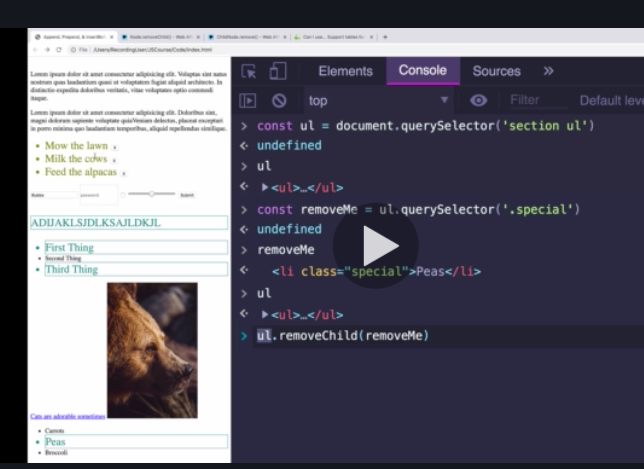 Append, Prepend, & InsertBe
Node.removeChild() - Web A
ChildNode.remove() - Web A
Can I use... Support tables fo
File | /Users/RecordingUser/JSCourse/Code/index.html
Lorem ipsum dolor sit amet consectetur adipisicing elit. Voluptas sint natus
nostrum quas laudantium quasi ut voluptatem fugiat aliquid architecto. In
distinctio expedita doloribus veritatis, vitae voluptates optio commodi
itaque.
Lorem ipsum dolor sit amet consectetur adipisicing elit. Doloribus sint,
magni dolorum sapiente voluptate quia delectus, placeat excepturi
in porro minima quo laudantium temporibus, aliquid repellendus similique.
Mow the lawn x
Milk the cows x
Feed the alpacas x
password
Submit
ADIJAKLSJDLKSAJLDKJL
First Thing
Second Thing
Third Thing
Cats are adorable sometimes
Carrots
Peas
Broccoli
Elements Console Sources »
top Filter Default leve
> const ul = document.querySelector('section ul')
undefined
> ul
<ul>…</ul>
> const removeMe = ul.querySelector('.special')
undefined
> removeMe
<li class="special">Peas</li>
> ul
<ul>…</ul>
> ul.removeChild(removeMe)